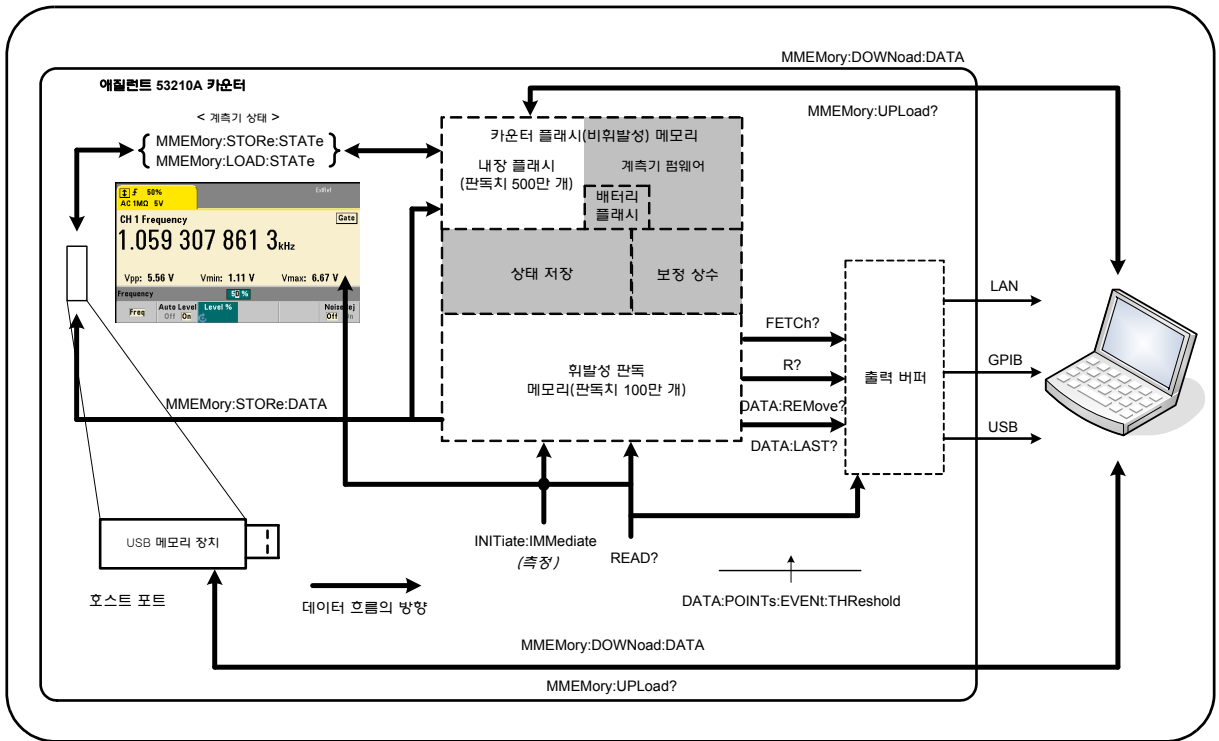 MMEMory:DOWNoad:DATA
애질런트 53210A 카운터
MMEMory:UPLoad?
< 계측기 상태 >
MMEMory:STORe:STATe
MMEMory:LOAD:STATe
카운터 플래시(비휘발성) 메모리
내장 플래시
(판독치 500만 개)
계측기 펌웨어
배터리
플래시
상태 저장
보정 상수
50%
AC 1MΩ 5V
ExtRef
CH 1 Frequency
Gate
1.059 307 861 3kHz
Vpp: 5.56 V Vmin: 1.11 V Vmax: 6.67 V
Frequency
50 %
Freq
Auto Level
Off On
Level %
Off
휘발성 판독
메모리(판독치 100만 개)
MMEMory:STORe:DATA
FETCh?
R?
DATA:REMove?
DATA:LAST?
출력 버퍼
LAN
GPIB
USB
INITiate:IMMediate
(측정)
READ?
USB 메모리 장치
호스트 포트
데이터 흐름의 방향
DATA:POINTs:EVENt:THReshold
MMEMory:DOWNoad:DATA
MMEMory:UPLoad?